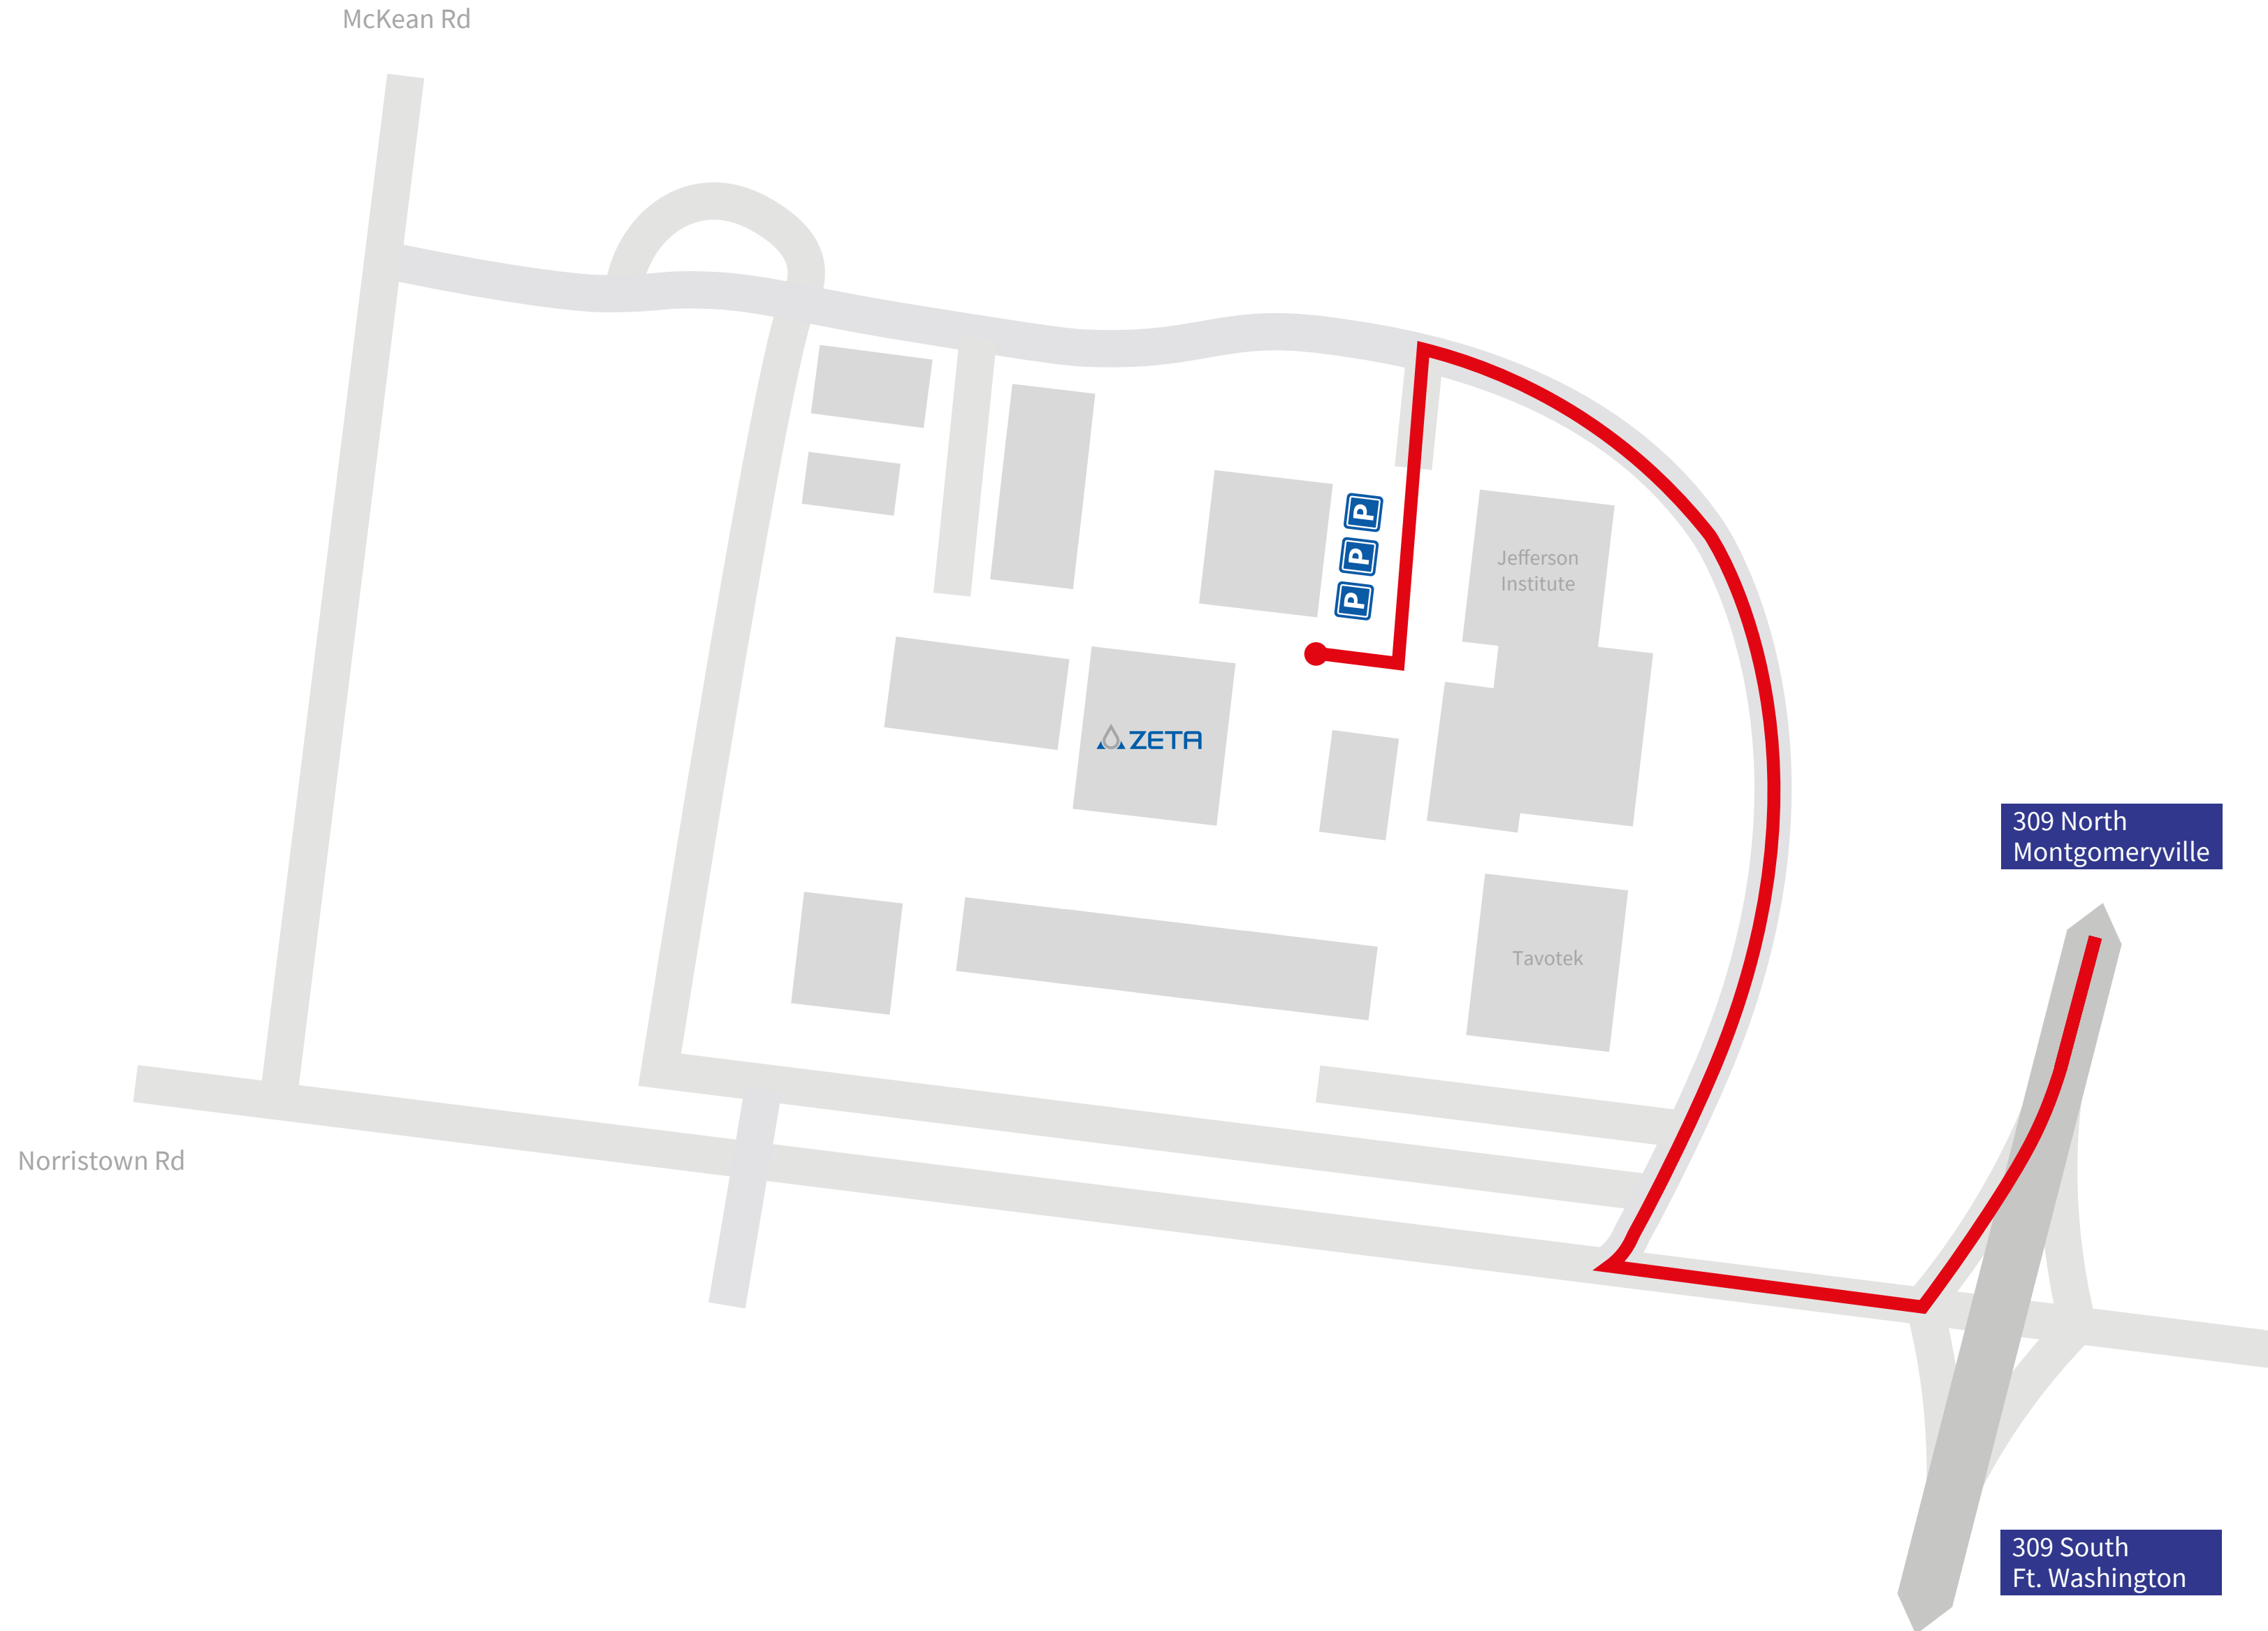 McKean Rd
P
P
P
Jefferson
Institute
ZETA
309 North
Montgomeryville
Tavotek
Norristown Rd
309 South
Ft. Washington